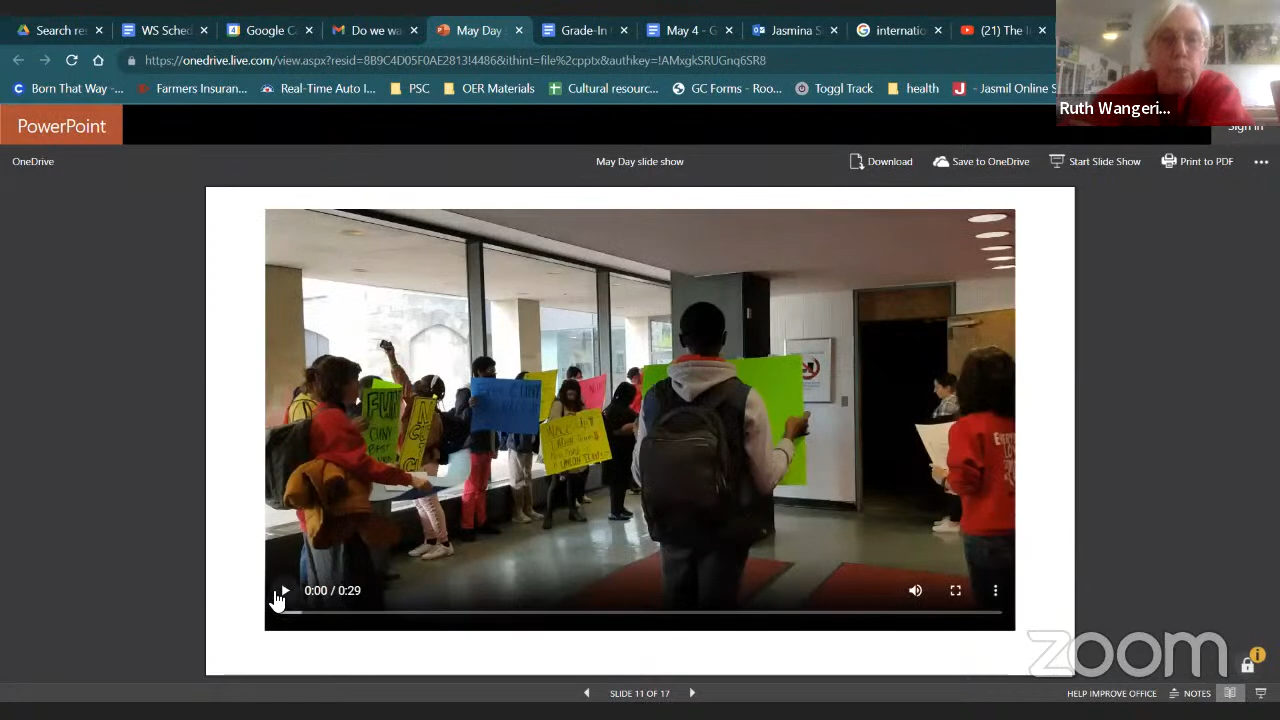 Search re
WS Sched
Google C
Do we wa
May Day
Grade-In
May 4 - G
Jasmina S
internatio
(21) The I
https://onedrive.live.com/view.aspx?resid=8B9C4D05F0AE2813!4486&ithint=file%2cpptx&authkey=!AMxgkSRUGnq6SR8
Born That Way -...
Farmers Insuran...
Real-Time Auto I...
PSC
OER Materials
Cultural resourc...
GC Forms - Roo...
Toggl Track
health
- Jasmil Online S
Ruth Wangeri...
PowerPoint
Sign in
OneDrive
May Day slide show
Download
Save to OneDrive
Start Slide Show
Print to PDF
CUNY
0:00 / 0:29
zoom
SLIDE 11 OF 17
HELP IMPROVE OFFICE
NOTES